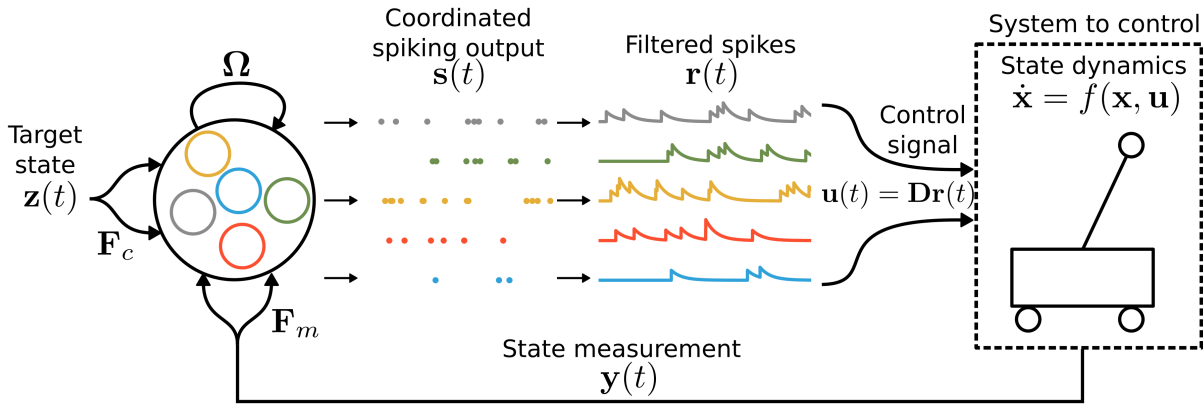 Coordinated
spiking output
s(t)
Filtered spikes
r(t)
System to control
State dynamics
ẋ = f(x, u)
Ω
Target
state
z(t)
F_c
F_m
Control
signal
u(t) = Dr(t)
State measurement
y(t)